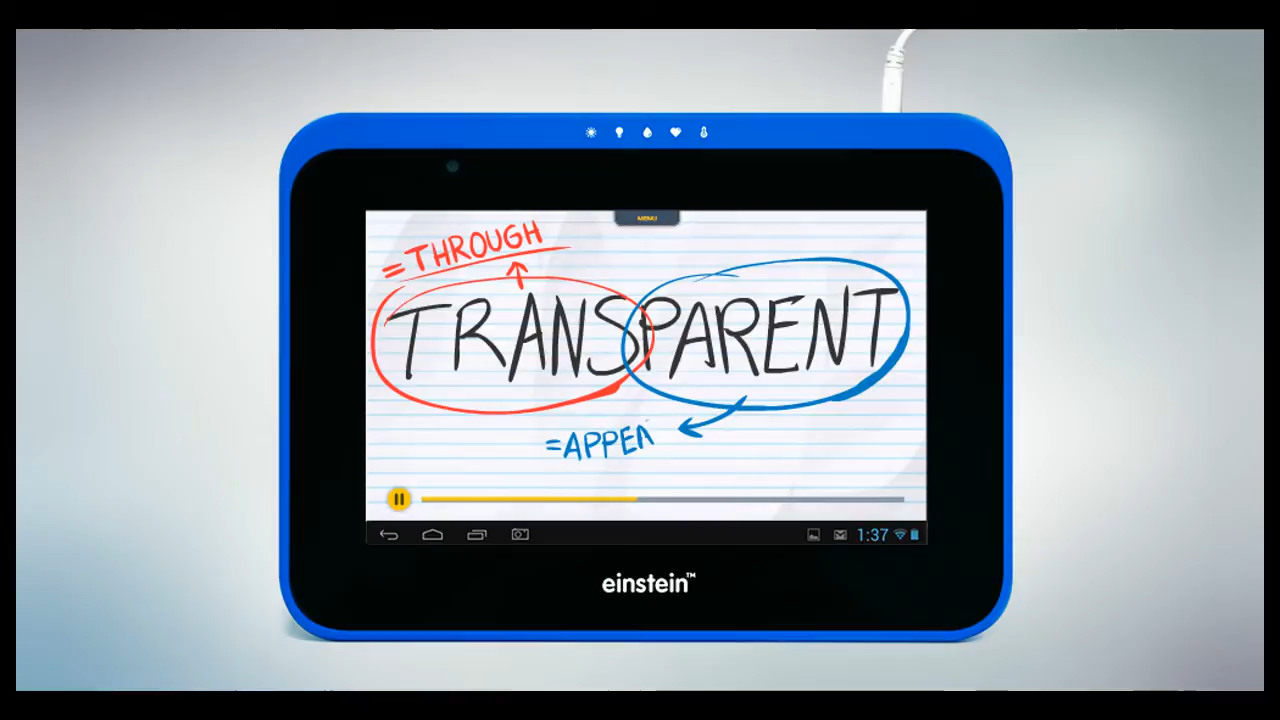 MENU
=THROUGH
TRANSPARENT
=APPEA
1:37
einstein™